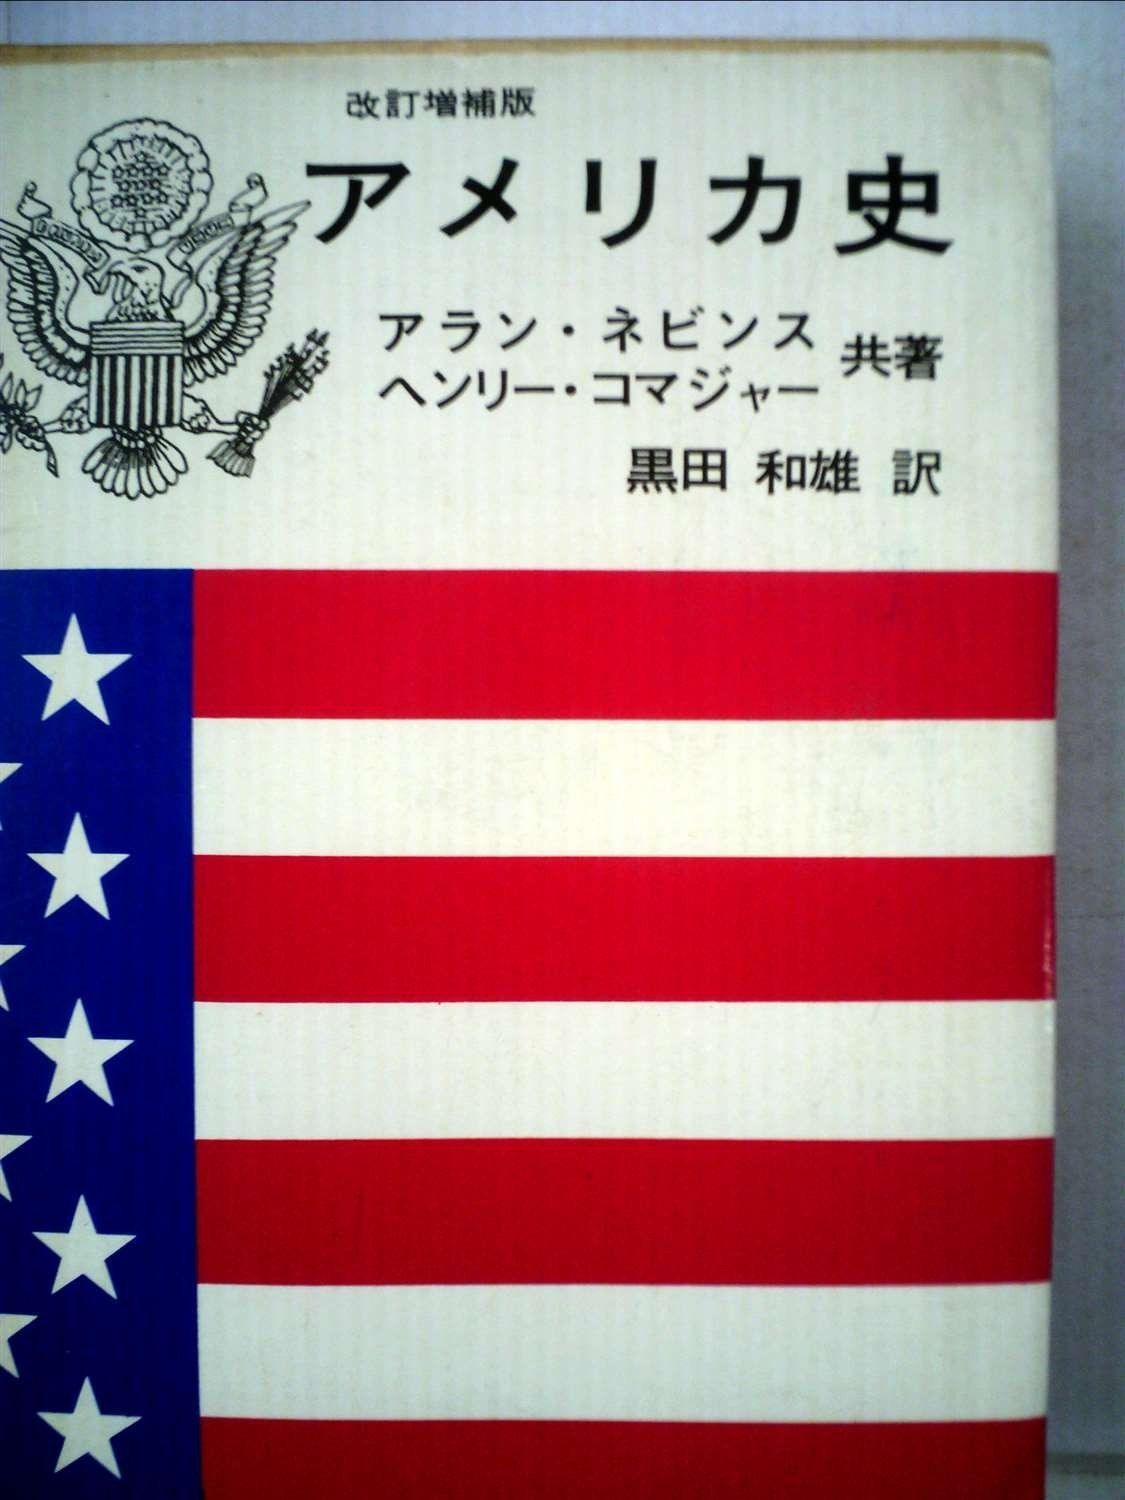 改訂増補版
アメリカ史
アラン・ネビンス
ヘンリー・コマジャー
共著
黒田 和雄 訳